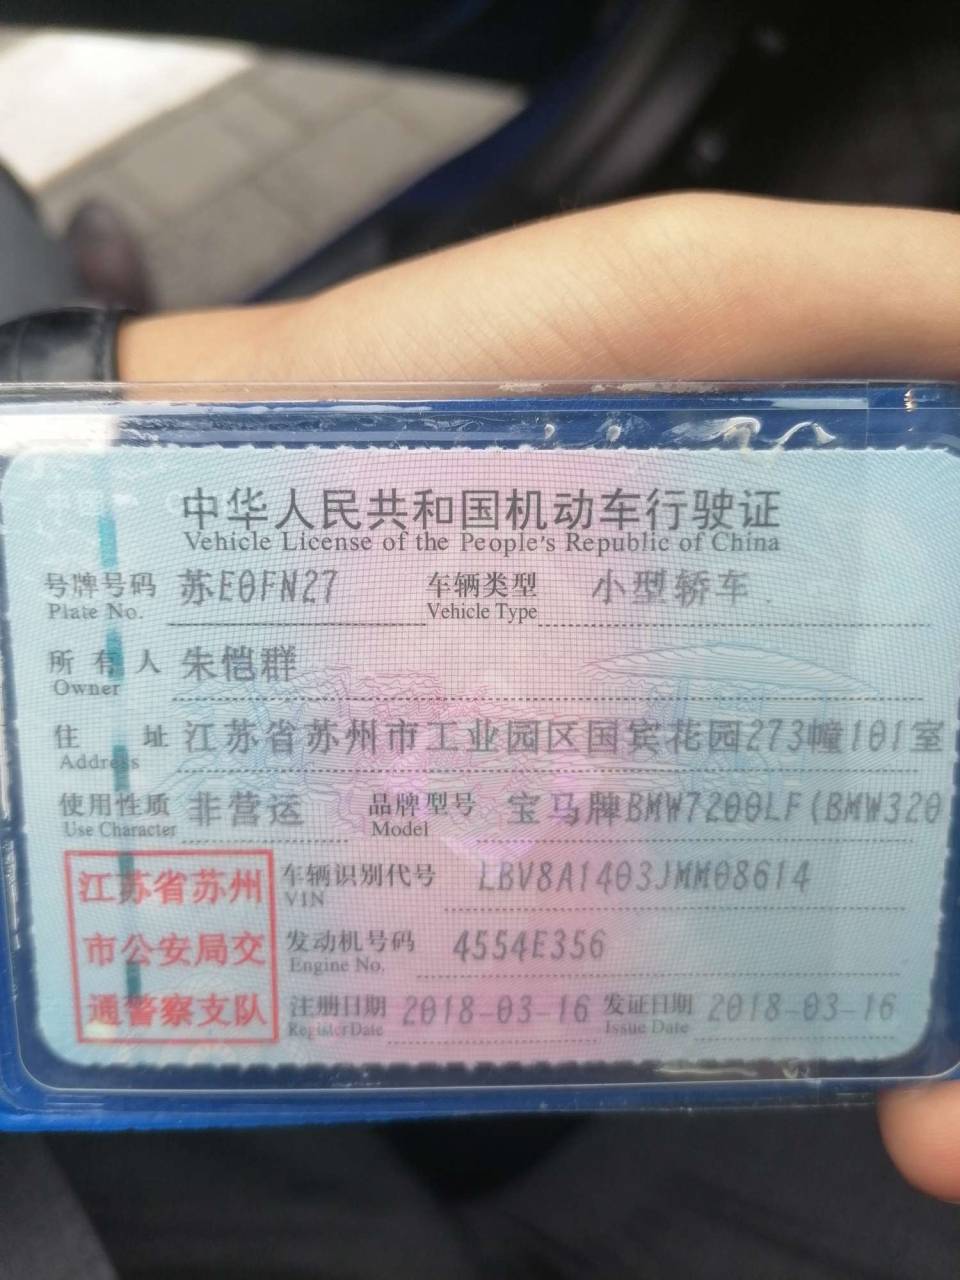 中华人民共和国机动车行驶证
Vehicle License of the People's Republic of China
号牌号码 苏E0FN27 车辆类型 小型轿车
Plate No. Vehicle Type
所有人 朱恺群
Owner
住址 江苏省苏州市工业园区国宾花园273幢101室
Address
使用性质 非营运 品牌型号 宝马牌BMW7200LF(BMW320
Use Character Model
江苏省苏州 车辆识别代号 LBV8A1403JMM08614
VIN
市公安局交 发动机号码 4554E356
Engine No.
通警察支队 注册日期 2018-03-16 发证日期 2018-03-16
Register Date Issue Date